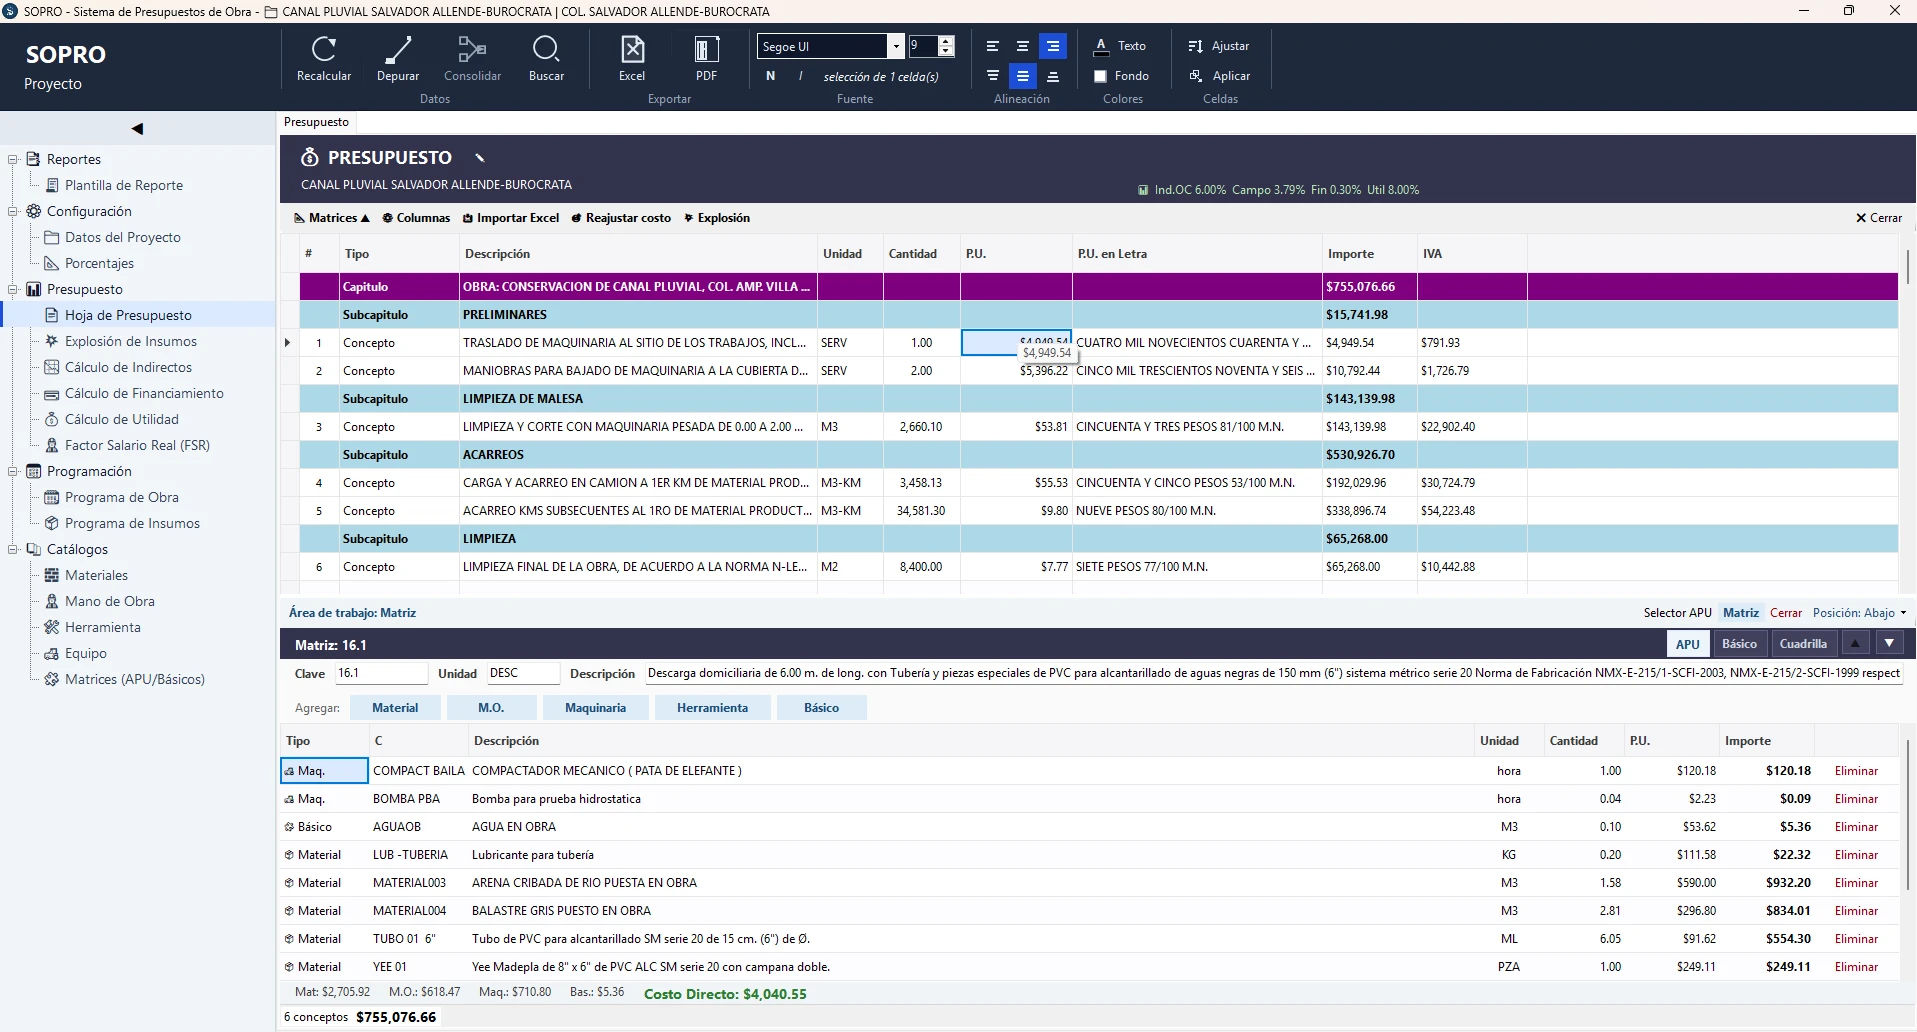 SOPRO - Sistema de Presupuestos de Obra - CANAL PLUVIAL SALVADOR ALLENDE-BUROCRATA | COL. SALVADOR ALLENDE-BUROCRATA
SOPRO
Proyecto
Recalcular Depurar Consolidar Buscar
Datos
Excel PDF
Exportar
Segoe UI 9
N I selección de 1 celda(s)
Fuente
Alineación
A Texto
Fondo
Colores
Ajustar
Aplicar
Celdas
Reportes
Plantilla de Reporte
Configuración
Datos del Proyecto
Porcentajes
Presupuesto
Hoja de Presupuesto
Explosión de Insumos
Cálculo de Indirectos
Cálculo de Financiamiento
Cálculo de Utilidad
Factor Salario Real (FSR)
Programación
Programa de Obra
Programa de Insumos
Catálogos
Materiales
Mano de Obra
Herramienta
Equipo
Matrices (APU/Básicos)
Presupuesto
PRESUPUESTO
CANAL PLUVIAL SALVADOR ALLENDE-BUROCRATA
Ind.OC 6.00% Campo 3.79% Fin 0.30% Util 8.00%
Matrices ▲ Columnas Importar Excel Reajustar costo Explosión Cerrar
# Tipo Descripción Unidad Cantidad P.U. P.U. en Letra Importe IVA
Capitulo OBRA: CONSERVACION DE CANAL PLUVIAL, COL. AMP. VILLA ... $755,076.66
Subcapitulo PRELIMINARES $15,741.98
1 Concepto TRASLADO DE MAQUINARIA AL SITIO DE LOS TRABAJOS, INCL... SERV 1.00 $4,949.54 CUATRO MIL NOVECIENTOS CUARENTA Y ... $4,949.54 $791.93
$4,949.54
2 Concepto MANIOBRAS PARA BAJADO DE MAQUINARIA A LA CUBIERTA D... SERV 2.00 $5,396.22 CINCO MIL TRESCIENTOS NOVENTA Y SEIS ... $10,792.44 $1,726.79
Subcapitulo LIMPIEZA DE MALESA $143,139.98
3 Concepto LIMPIEZA Y CORTE CON MAQUINARIA PESADA DE 0.00 A 2.00 ... M3 2,660.10 $53.81 CINCUENTA Y TRES PESOS 81/100 M.N. $143,139.98 $22,902.40
Subcapitulo ACARREOS $530,926.70
4 Concepto CARGA Y ACARREO EN CAMION A 1ER KM DE MATERIAL PROD... M3-KM 3,458.13 $55.53 CINCUENTA Y CINCO PESOS 53/100 M.N. $192,029.96 $30,724.79
5 Concepto ACARREO KMS SUBSECUENTES AL 1RO DE MATERIAL PRODUCT... M3-KM 34,581.30 $9.80 NUEVE PESOS 80/100 M.N. $338,896.74 $54,223.48
Subcapitulo LIMPIEZA $65,268.00
6 Concepto LIMPIEZA FINAL DE LA OBRA, DE ACUERDO A LA NORMA N-LE... M2 8,400.00 $7.77 SIETE PESOS 77/100 M.N. $65,268.00 $10,442.88
Área de trabajo: Matriz Selector APU Matriz Cerrar Posición: Abajo
Matriz: 16.1 APU Básico Cuadrilla ▲ ▼
Clave 16.1 Unidad DESC Descripción Descarga domiciliaria de 6.00 m. de long. con Tubería y piezas especiales de PVC para alcantarillado de aguas negras de 150 mm (6") sistema métrico serie 20 Norma de Fabricación NMX-E-215/1-SCFI-2003, NMX-E-215/2-SCFI-1999 respect
Agregar: Material M.O. Maquinaria Herramienta Básico
Tipo C Descripción Unidad Cantidad P.U. Importe
Maq. COMPACT BAILA COMPACTADOR MECANICO ( PATA DE ELEFANTE ) hora 1.00 $120.18 $120.18 Eliminar
Maq. BOMBA PBA Bomba para prueba hidrostatica hora 0.04 $2.23 $0.09 Eliminar
Básico AGUAOB AGUA EN OBRA M3 0.10 $53.62 $5.36 Eliminar
Material LUB -TUBERIA Lubricante para tubería KG 0.20 $111.58 $22.32 Eliminar
Material MATERIAL003 ARENA CRIBADA DE RIO PUESTA EN OBRA M3 1.58 $590.00 $932.20 Eliminar
Material MATERIAL004 BALASTRE GRIS PUESTO EN OBRA M3 2.81 $296.80 $834.01 Eliminar
Material TUBO 01 6" Tubo de PVC para alcantarillado SM serie 20 de 15 cm. (6") de Ø. ML 6.05 $91.62 $554.30 Eliminar
Material YEE 01 Yee Madepla de 8" x 6" de PVC ALC SM serie 20 con campana doble. PZA 1.00 $249.11 $249.11 Eliminar
Mat: $2,705.92 M.O.: $618.47 Maq.: $710.80 Bas.: $5.36 Costo Directo: $4,040.55
6 conceptos $755,076.66